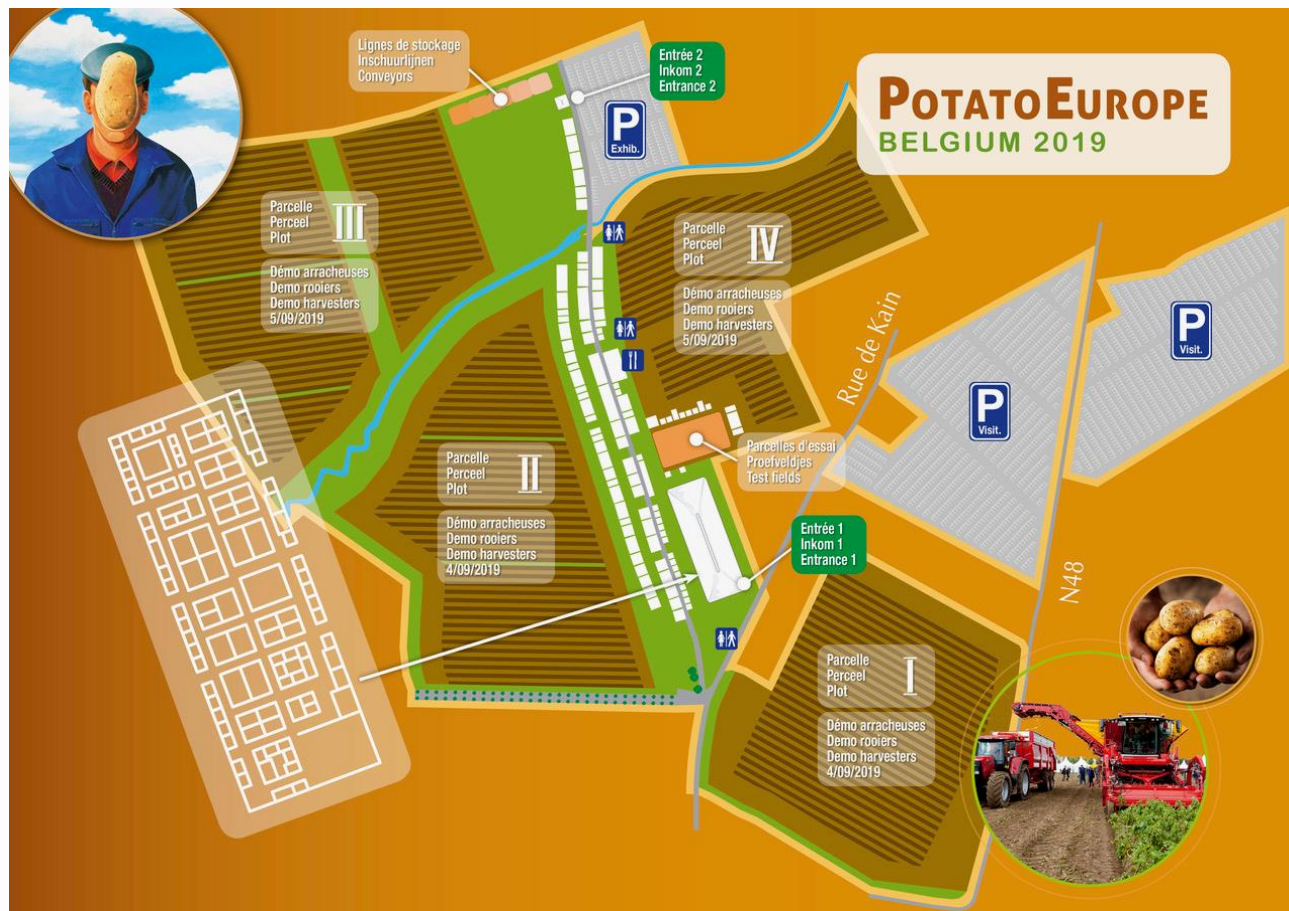 Lignes de stockage
Inschuurlijnen
Conveyors
Entrée 2
Inkom 2
Entrance 2
POTATOEUROPE
BELGIUM 2019
P
Exhib.
Parcelle
Perceel
Plot
III
Démo arracheuses
Demo rooiers
Demo harvesters
5/09/2019
Parcelle
Perceel
Plot
IV
Démo arracheuses
Demo rooiers
Demo harvesters
5/09/2019
Rue de Kain
P
Visit.
P
Visit.
Parcelles d'essai
Proefveldjes
Test fields
Parcelle
Perceel
Plot
II
Démo arracheuses
Demo rooiers
Demo harvesters
4/09/2019
Entrée 1
Inkom 1
Entrance 1
N48
Parcelle
Perceel
Plot
I
Démo arracheuses
Demo rooiers
Demo harvesters
4/09/2019